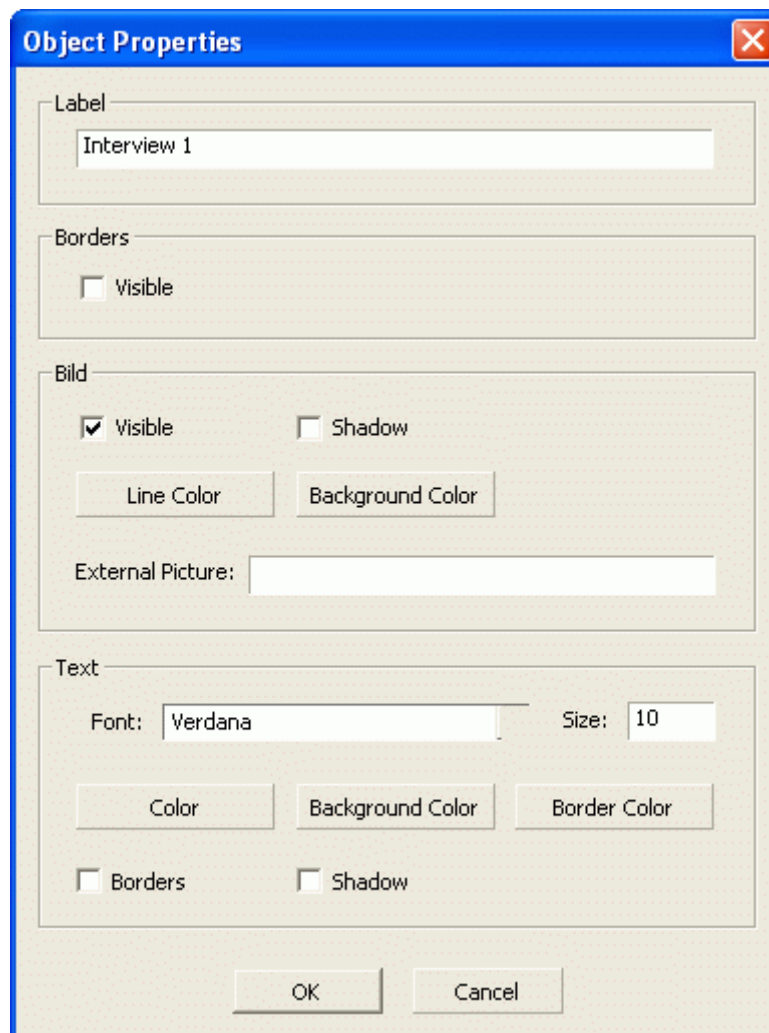 Object Properties
Label
Interview 1
Borders
Visible
Bild
Visible Shadow
Line Color Background Color
External Picture:
Text
Font: Verdana Size: 10
Color Background Color Border Color
Borders Shadow
OK Cancel